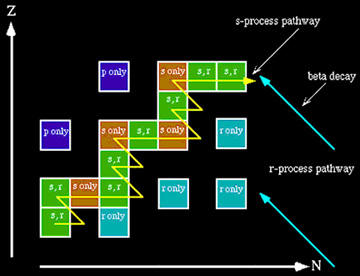 Z
s-process pathway
p only
s only
s,r
s,r
beta decay
s,r
p only
s only
s,r
s only
r only
s,r
r-process pathway
s,r
s only
s,r
r only
r only
s,r
r only
N